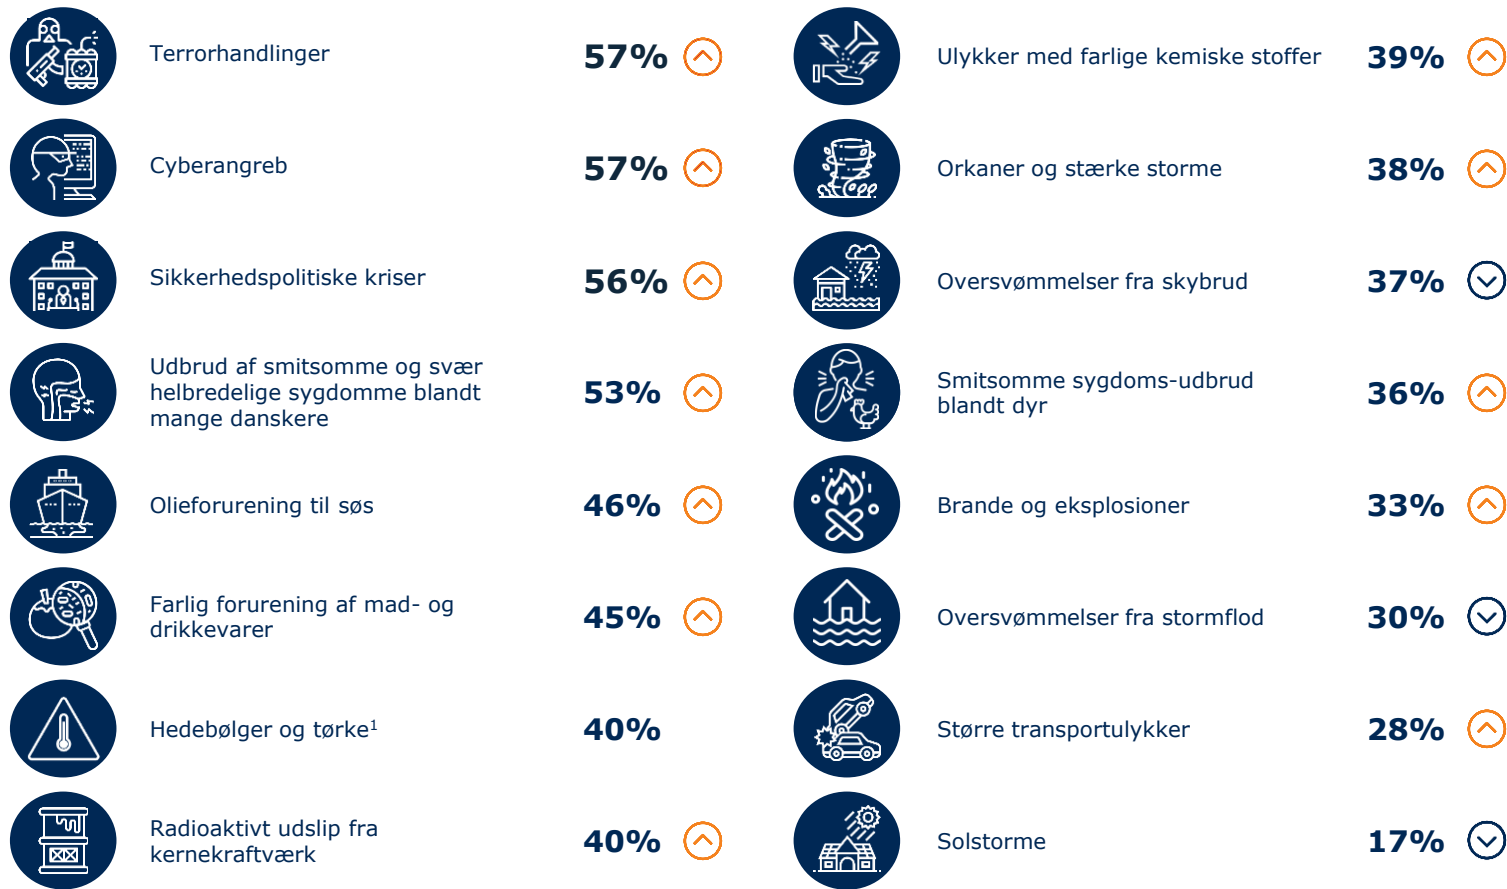 Terrorhandlinger 57%
Cyberangreb 57%
Sikkerhedspolitiske kriser 56%
Udbrud af smitsomme og svær
helbredelige sygdomme blandt
mange danskere
53%
Olieforurening til søs 46%
Farlig forurening af mad- og
drikkevarer
45%
Hedebølger og tørke¹ 40%
Radioaktivt udslip fra
kernekraftværk
40%
Ulykker med farlige kemiske stoffer 39%
Orkaner og stærke storme 38%
Oversvømmelser fra skybrud 37%
Smitsomme sygdoms-udbrud
blandt dyr
36%
Brande og eksplosioner 33%
Oversvømmelser fra stormflod 30%
Større transportulykker 28%
Solstorme 17%